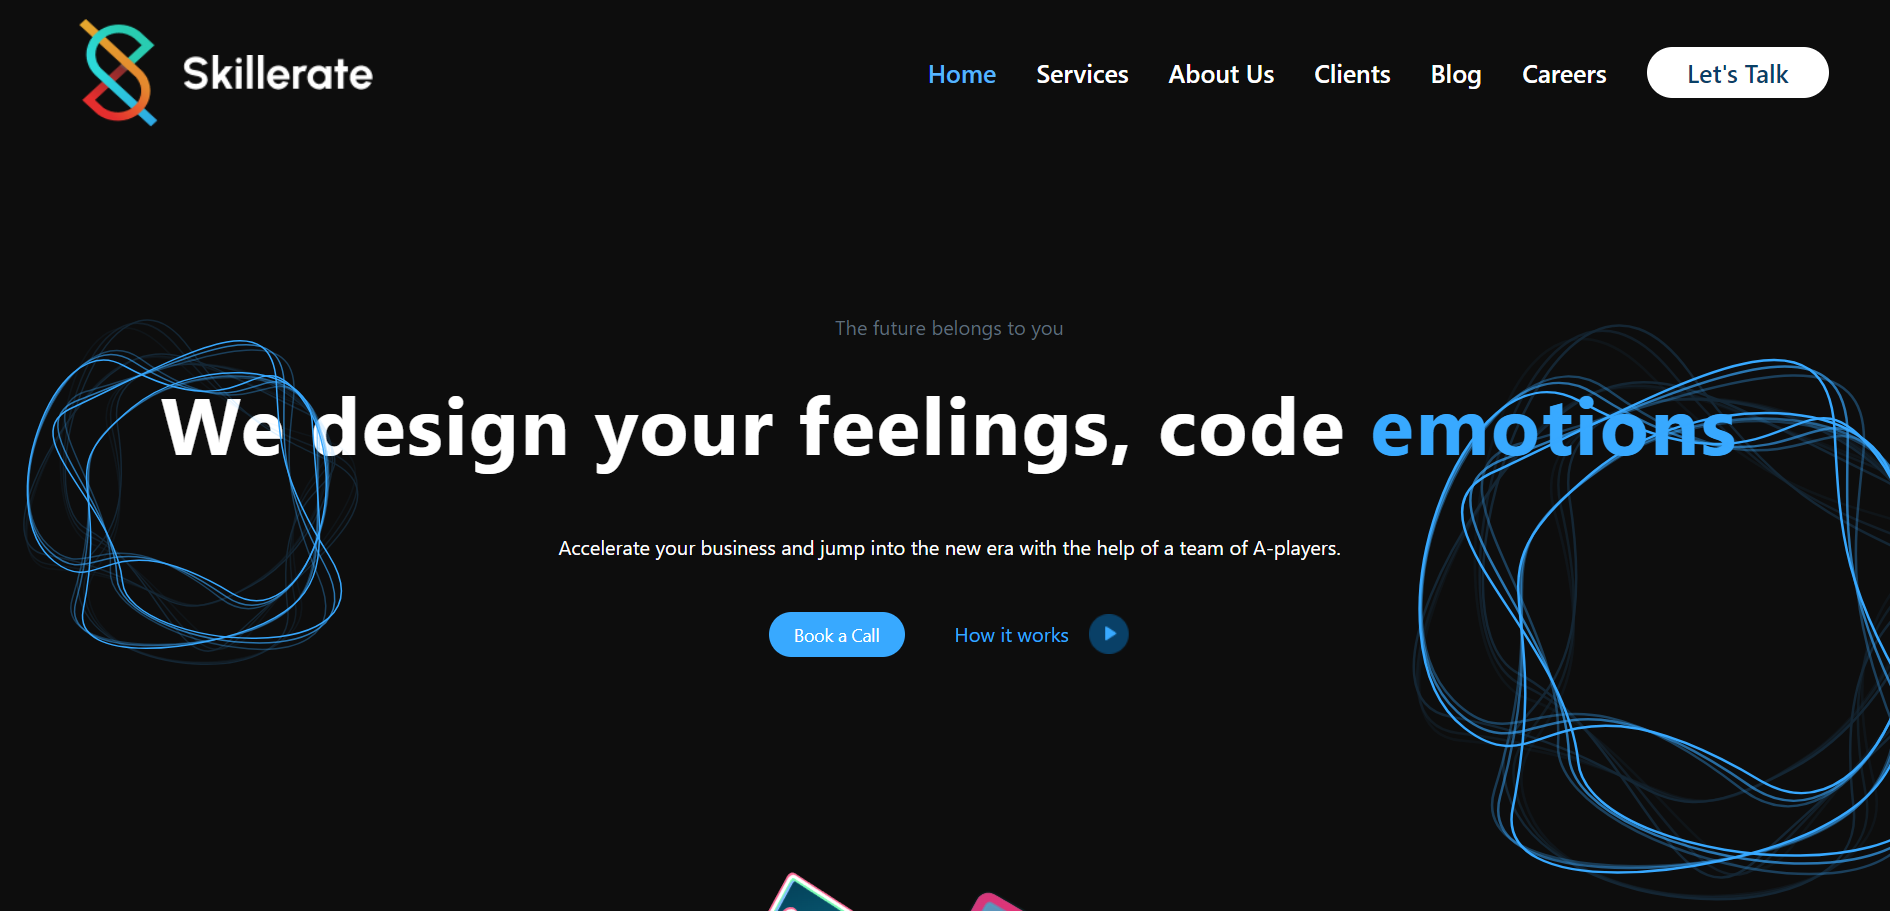 Skillerate
Home Services About Us Clients Blog Careers Let's Talk
The future belongs to you
We design your feelings, code emotions
Accelerate your business and jump into the new era with the help of a team of A-players.
Book a Call How it works